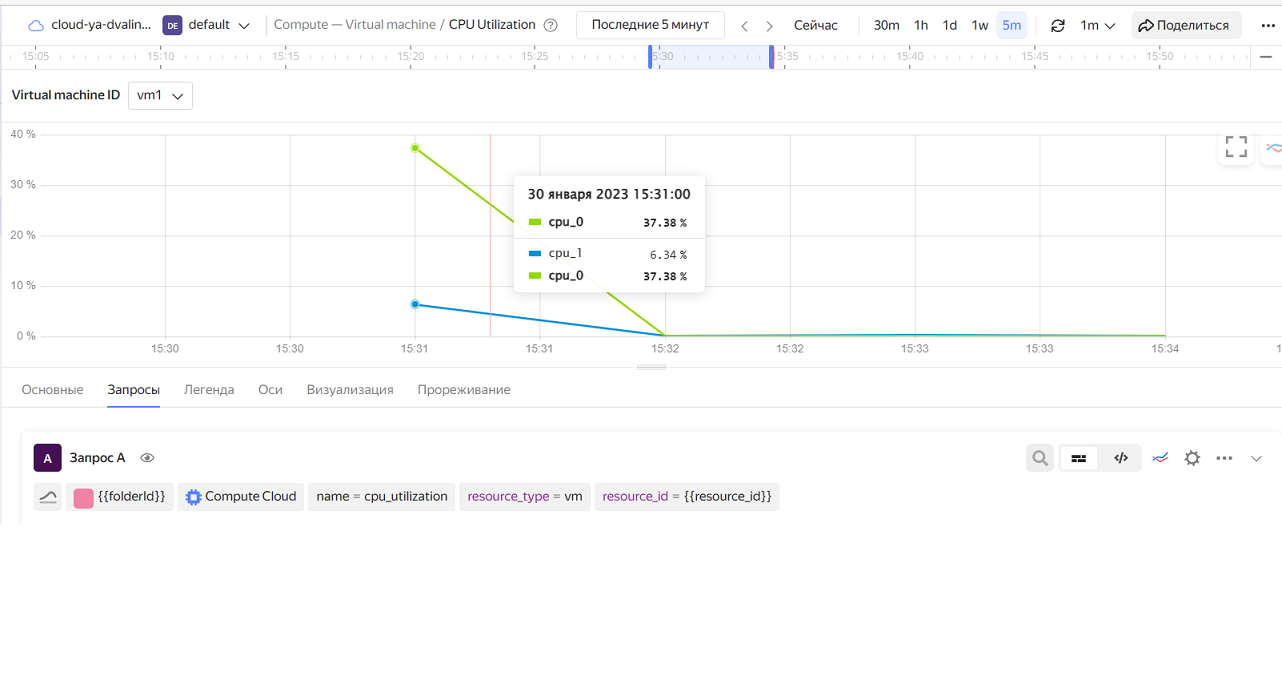 cloud-ya-dvalin... DE default Compute — Virtual machine / CPU Utilization ? Последние 5 минут Сейчас 30m 1h 1d 1w 5m 1m Поделиться
15:05 15:10 15:15 15:20 15:25 15:30 15:35 15:40 15:45 15:50
Virtual machine ID vm1
40 %
30 %
20 %
10 %
0 %
30 января 2023 15:31:00
cpu_0 37.38 %
cpu_1 6.34 %
cpu_0 37.38 %
15:30 15:30 15:31 15:31 15:32 15:32 15:33 15:33 15:34 1
Основные Запросы Легенда Оси Визуализация Прореживание
A Запрос A
{{folderId}} Compute Cloud name = cpu_utilization resource_type = vm resource_id = {{resource_id}}